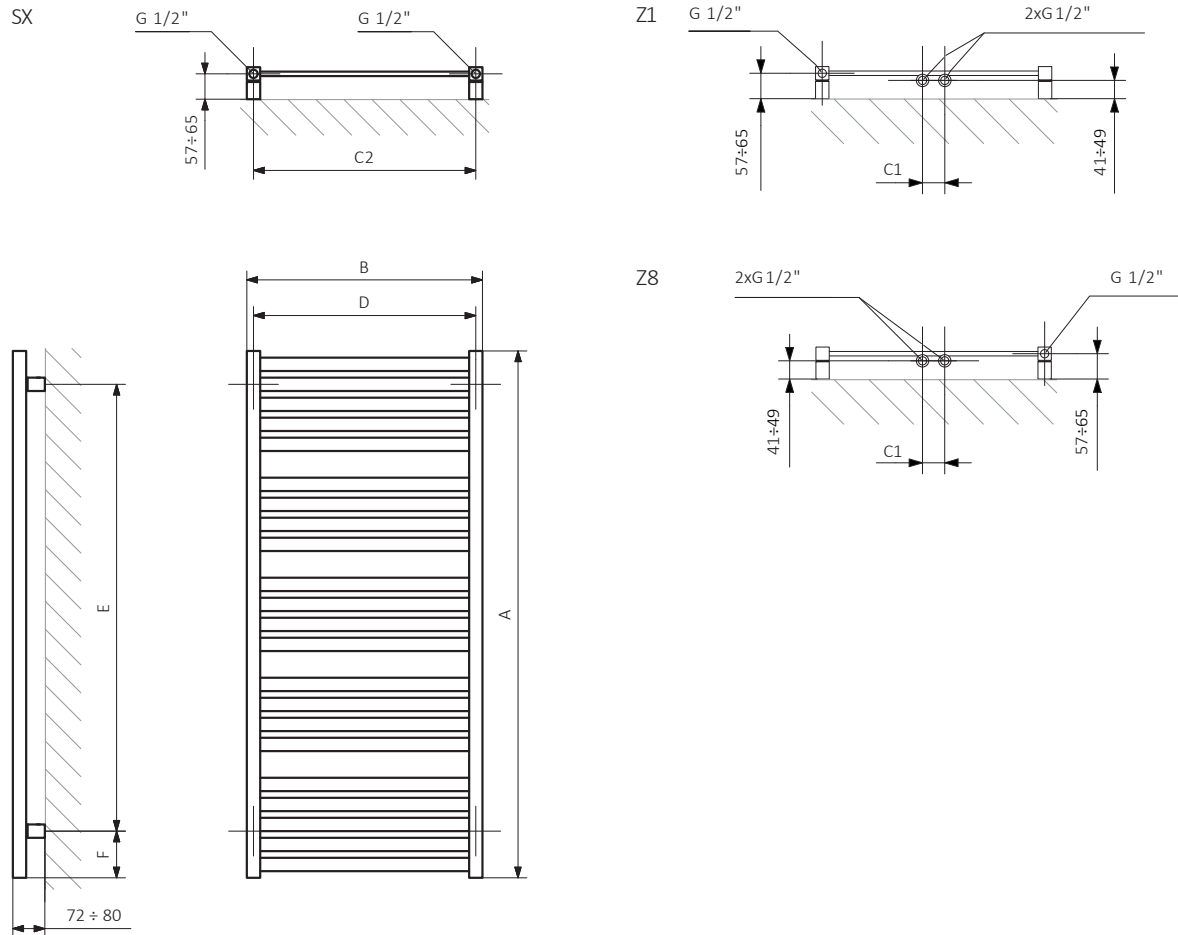 SX
G 1/2"
G 1/2"
57÷65
C2
Z1
G 1/2"
2xG 1/2"
57÷65
41÷49
C1
B
D
E
A
F
72 ÷ 80
Z8
2xG 1/2"
G 1/2"
41÷49
57÷65
C1